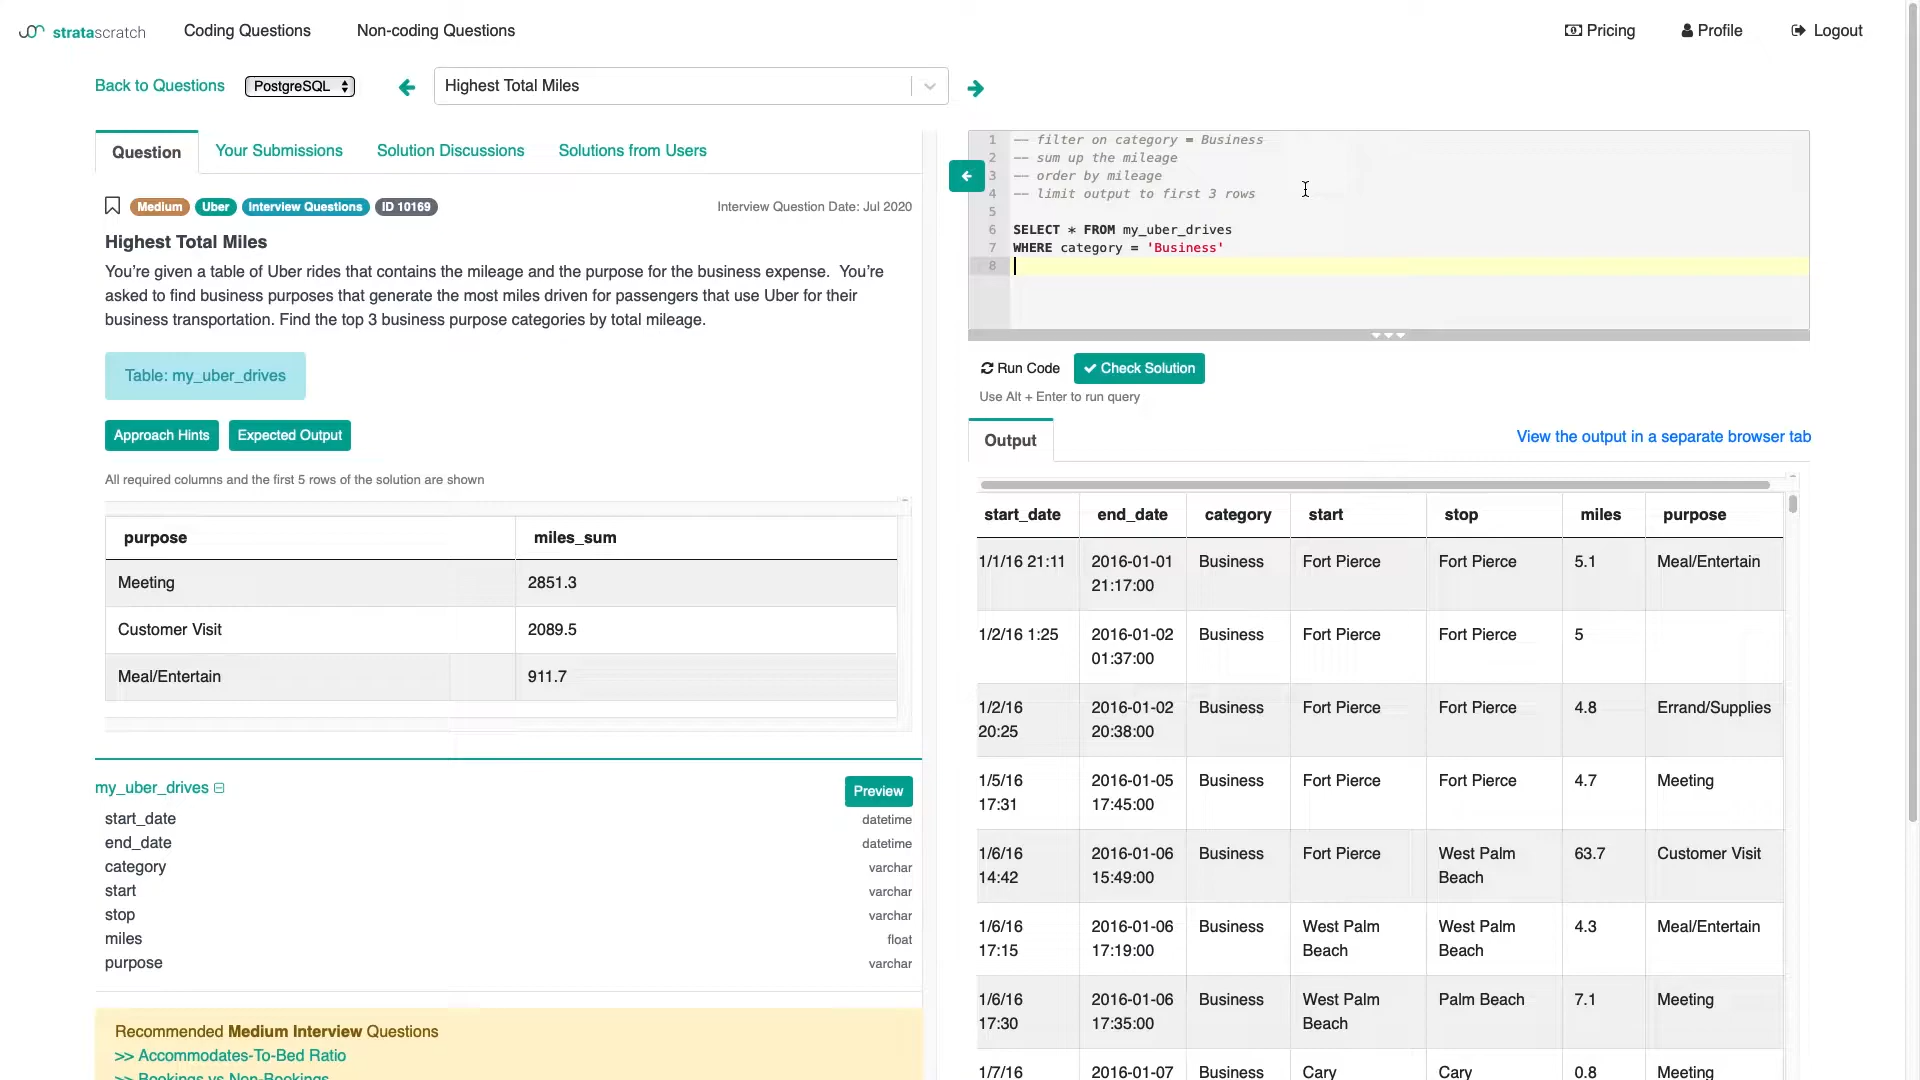 stratascratch
Coding Questions
Non-coding Questions
Pricing
Profile
Logout
Back to Questions
PostgreSQL
Highest Total Miles
Question
Your Submissions
Solution Discussions
Solutions from Users
Medium
Uber
Interview Questions
ID 10169
Interview Question Date: Jul 2020
Highest Total Miles
You're given a table of Uber rides that contains the mileage and the purpose for the business expense.  You're
asked to find business purposes that generate the most miles driven for passengers that use Uber for their
business transportation. Find the top 3 business purpose categories by total mileage.
Table: my_uber_drives
Approach Hints
Expected Output
All required columns and the first 5 rows of the solution are shown
purpose miles_sum
Meeting 2851.3
Customer Visit 2089.5
Meal/Entertain 911.7
my_uber_drives
Preview
start_date datetime
end_date datetime
category varchar
start varchar
stop varchar
miles float
purpose varchar
Recommended Medium Interview Questions
>> Accommodates-To-Bed Ratio
>> Bookings vs Non-Bookings
1 -- filter on category = Business
2 -- sum up the mileage
3 -- order by mileage
4 -- limit output to first 3 rows
5
6 SELECT * FROM my_uber_drives
7 WHERE category = 'Business'
8
Run Code
Check Solution
Use Alt + Enter to run query
Output
View the output in a separate browser tab
start_date end_date category start stop miles purpose
1/1/16 21:11 2016-01-01 Business Fort Pierce Fort Pierce 5.1 Meal/Entertain
21:17:00
1/2/16 1:25 2016-01-02 Business Fort Pierce Fort Pierce 5
01:37:00
1/2/16 2016-01-02 Business Fort Pierce Fort Pierce 4.8 Errand/Supplies
20:25 20:38:00
1/5/16 2016-01-05 Business Fort Pierce Fort Pierce 4.7 Meeting
17:31 17:45:00
1/6/16 2016-01-06 Business Fort Pierce West Palm 63.7 Customer Visit
14:42 15:49:00 Beach
1/6/16 2016-01-06 Business West Palm West Palm 4.3 Meal/Entertain
17:15 17:19:00 Beach Beach
1/6/16 2016-01-06 Business West Palm Palm Beach 7.1 Meeting
17:30 17:35:00 Beach
1/7/16 2016-01-07 Business Cary Cary 0.8 Meeting